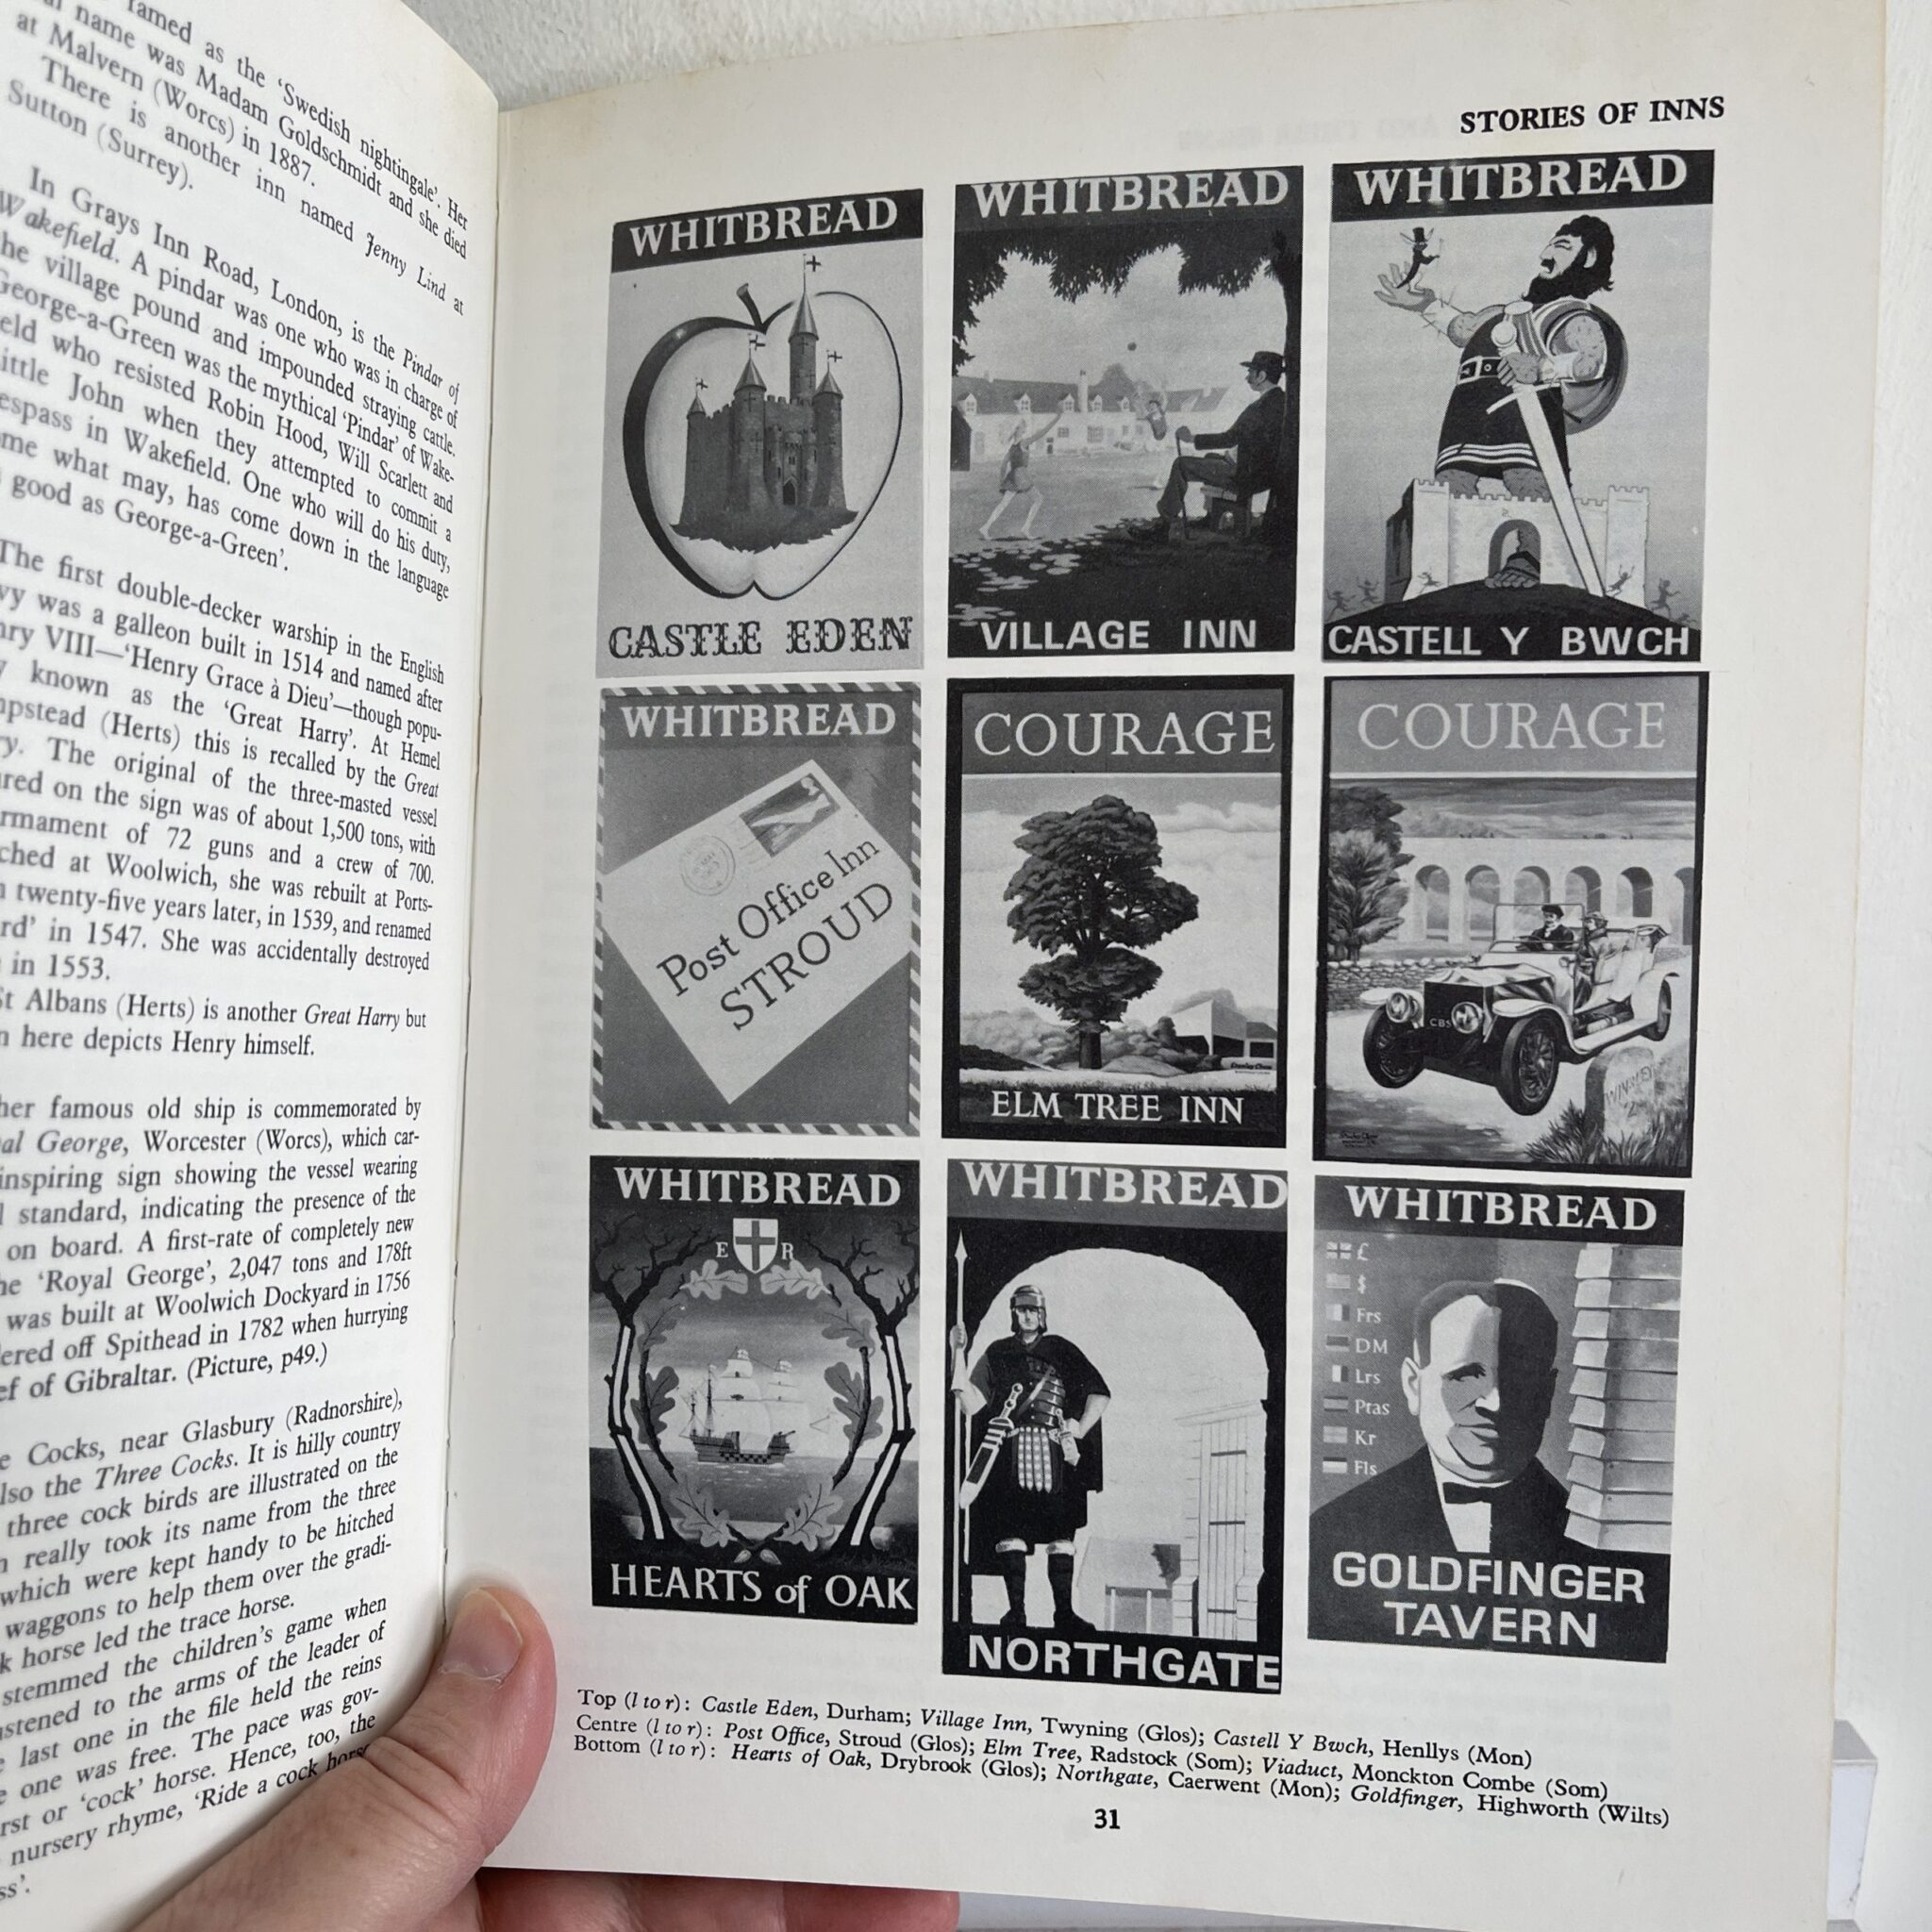 famed as the ‘Swedish nightingale’. Her
name was Madam Goldschmidt and she died
at Malvern (Worcs) in 1887.
There is another inn named Jenny Lind at
Sutton (Surrey).
In Grays Inn Road, London, is the Pindar of
Wakefield. A pindar was one who was in charge of
the village pound and impounded straying cattle.
George-a-Green was the mythical ‘Pindar’ of Wake-
who resisted Robin Hood, Will Scarlett and
Little John when they attempted to commit a
in Wakefield. One who will do his duty,
what may, has come down in the language
good as George-a-Green’.
The first double-decker warship in the English
was a galleon built in 1514 and named after
VIII—‘Henry Grace à Dieu’—though popu-
known as the ‘Great Harry’. At Hemel
(Herts) this is recalled by the Great
The original of the three-masted vessel
on the sign was of about 1,500 tons, with
of 72 guns and a crew of 700.
at Woolwich, she was rebuilt at Ports-
twenty-five years later, in 1539, and renamed
in 1547. She was accidentally destroyed
in 1553.
St Albans (Herts) is another Great Harry but
here depicts Henry himself.
famous old ship is commemorated by
George, Worcester (Worcs), which car-
inspiring sign showing the vessel wearing
standard, indicating the presence of the
on board. A first-rate of completely new
‘Royal George’, 2,047 tons and 178ft
was built at Woolwich Dockyard in 1756
off Spithead in 1782 when hurrying
of Gibraltar. (Picture, p49.)
Cocks, near Glasbury (Radnorshire),
the Three Cocks. It is hilly country
three cock birds are illustrated on the
really took its name from the three
which were kept handy to be hitched
waggons to help them over the gradi-
horse led the trace horse.
stemmed the children’s game when
to the arms of the leader of
last one in the file held the reins
one was free. The pace was gov-
or ‘cock’ horse. Hence, too, the
nursery rhyme, ‘Ride a cock horse
STORIES OF INNS
WHITBREAD
CASTLE EDEN
WHITBREAD
VILLAGE INN
WHITBREAD
CASTELL Y BWCH
WHITBREAD
Post Office Inn
STROUD
COURAGE
ELM TREE INN
COURAGE
WHITBREAD
E R
HEARTS of OAK
WHITBREAD
NORTHGATE
WHITBREAD
£
$
Frs
DM
Lrs
Ptas
Kr
Fls
GOLDFINGER
TAVERN
Top (l to r): Castle Eden, Durham; Village Inn, Twyning (Glos); Castell Y Bwch, Henllys (Mon)
Centre (l to r): Post Office, Stroud (Glos); Elm Tree, Radstock (Som); Viaduct, Monckton Combe (Som)
Bottom (l to r): Hearts of Oak, Drybrook (Glos); Northgate, Caerwent (Mon); Goldfinger, Highworth (Wilts)
31